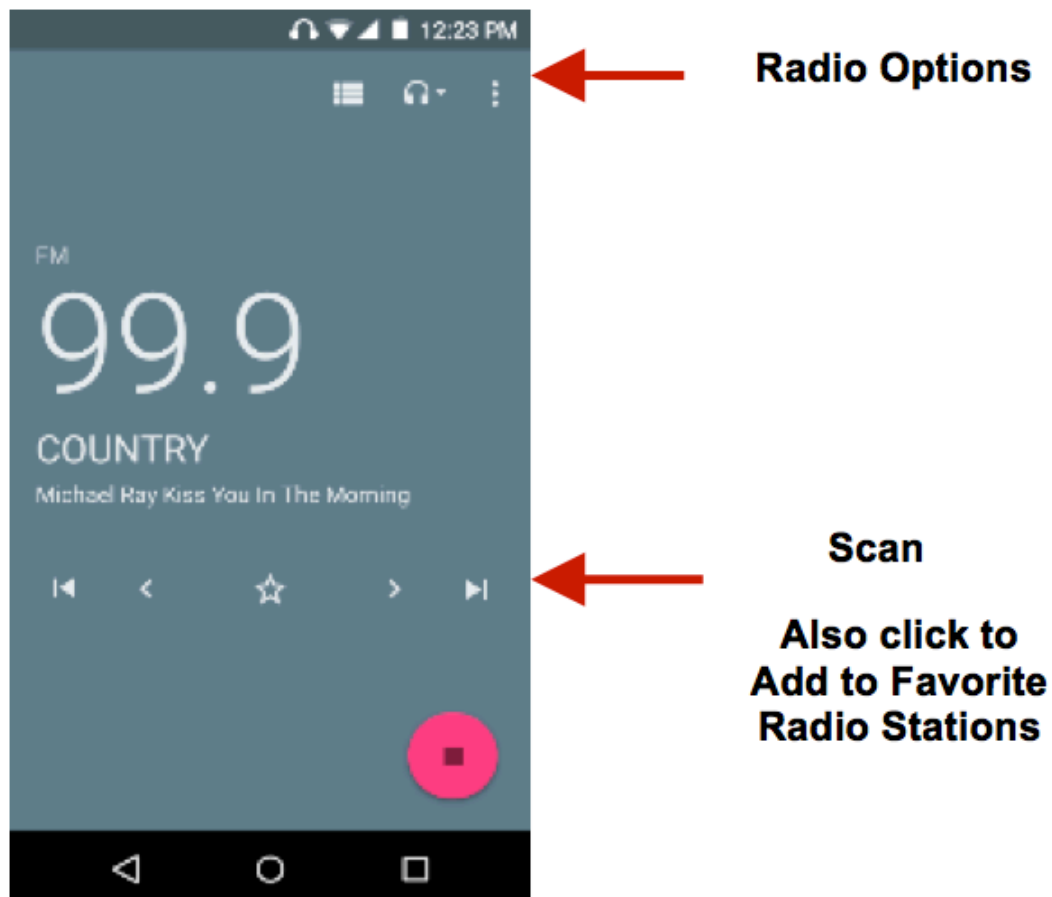 12:23 PM
Radio Options
FM
99.9
COUNTRY
Michael Ray Kiss You In The Morning
Scan
Also click to
Add to Favorite
Radio Stations